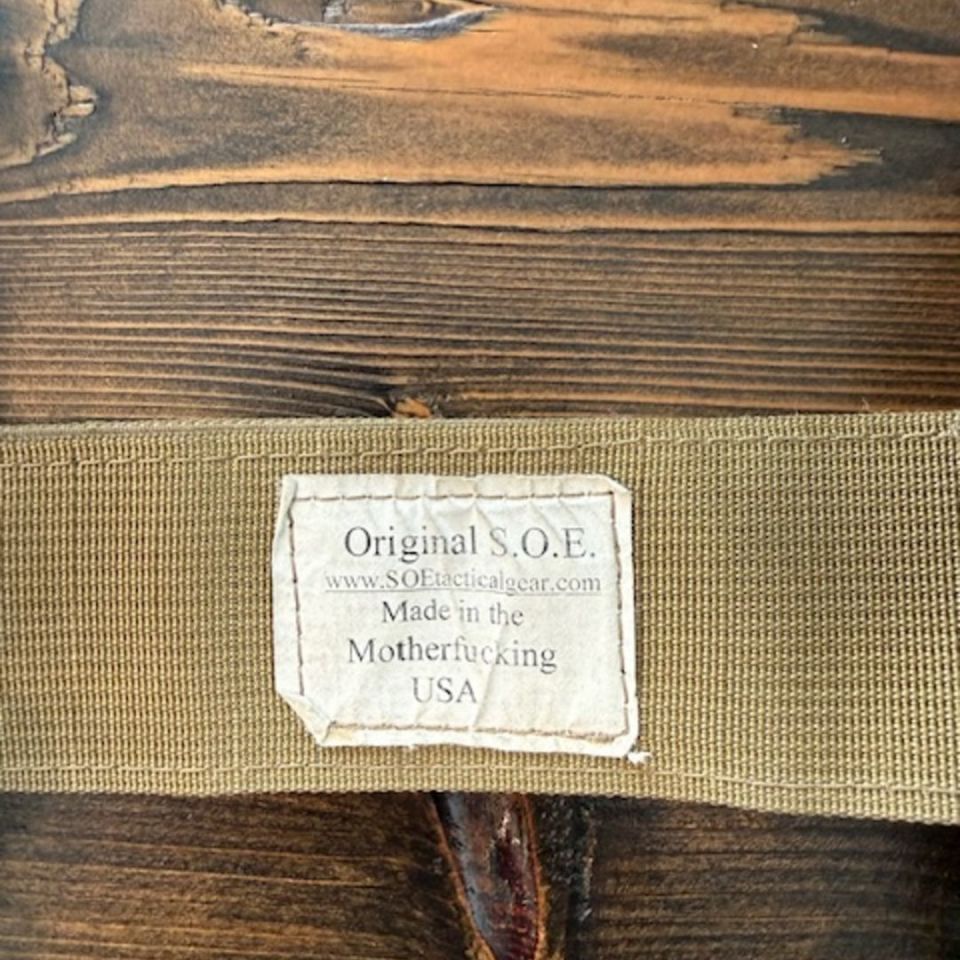 Original S.O.E.
www.SOEtacticalgear.com
Made in the
Motherfucking
USA